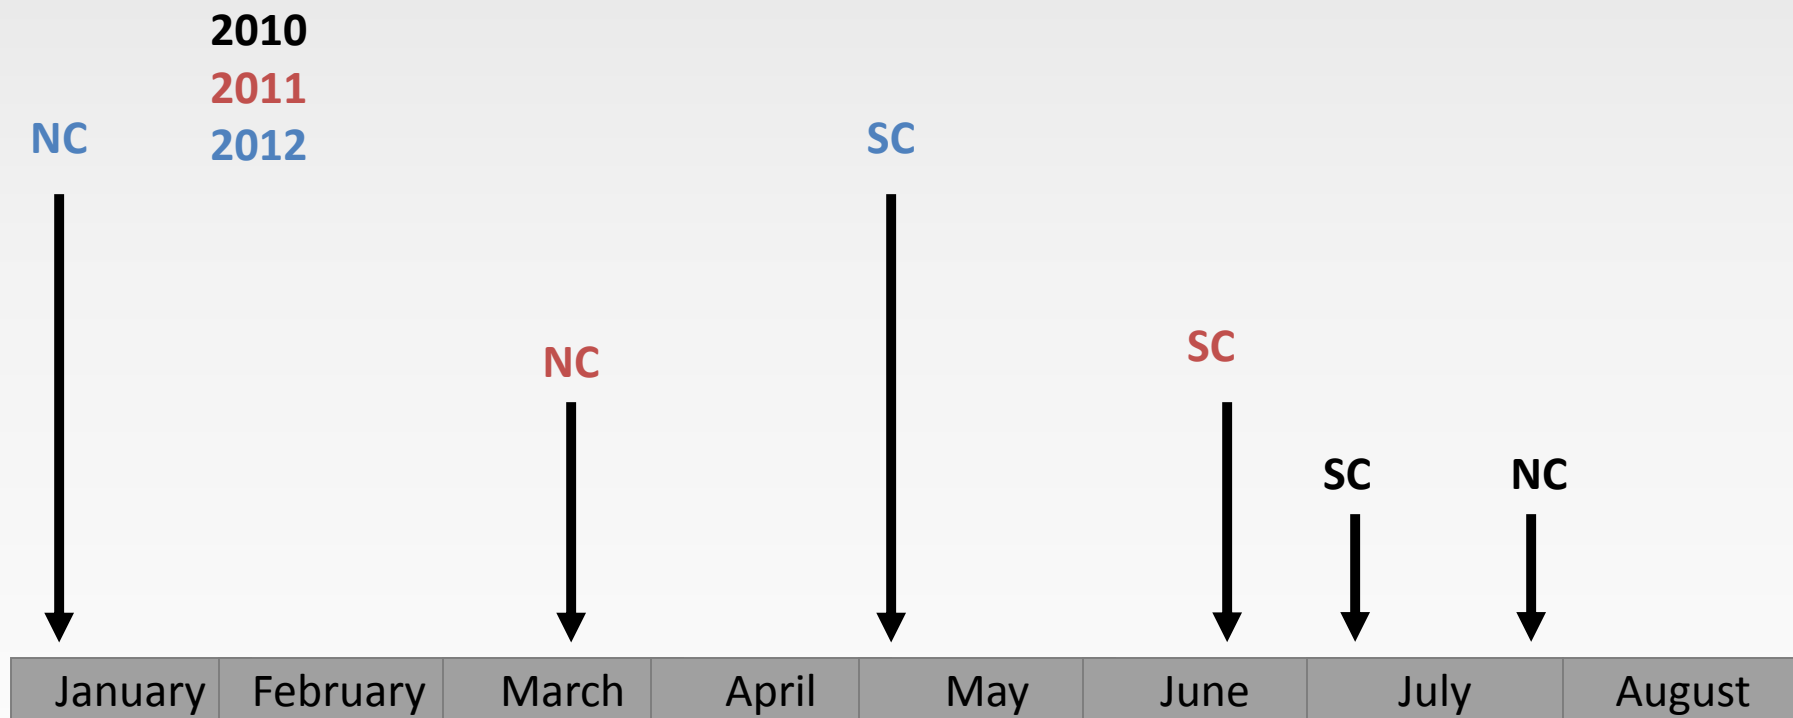 2010
2011
2012
NC
SC
NC
SC
SC
NC
January February March April May June July August